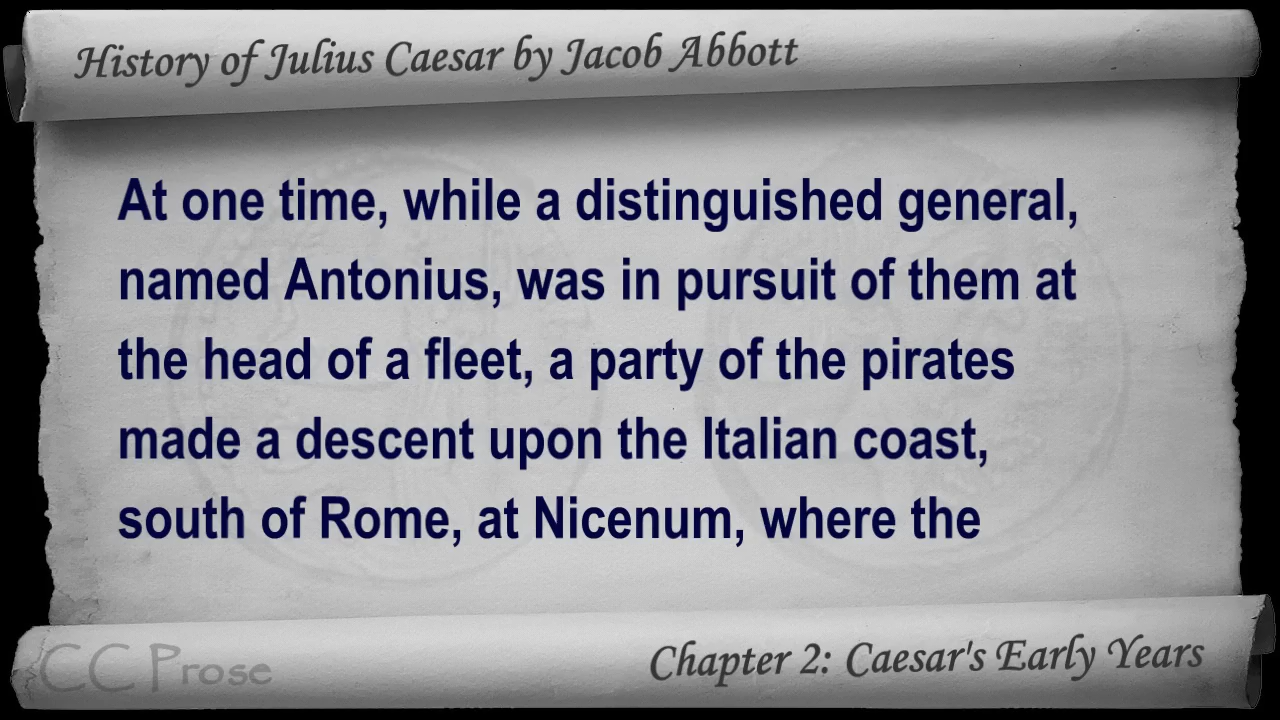 History of Julius Caesar by Jacob Abbott
At one time, while a distinguished general,
named Antonius, was in pursuit of them at
the head of a fleet, a party of the pirates
made a descent upon the Italian coast,
south of Rome, at Nicenum, where the
CC Prose
Chapter 2: Caesar's Early Years